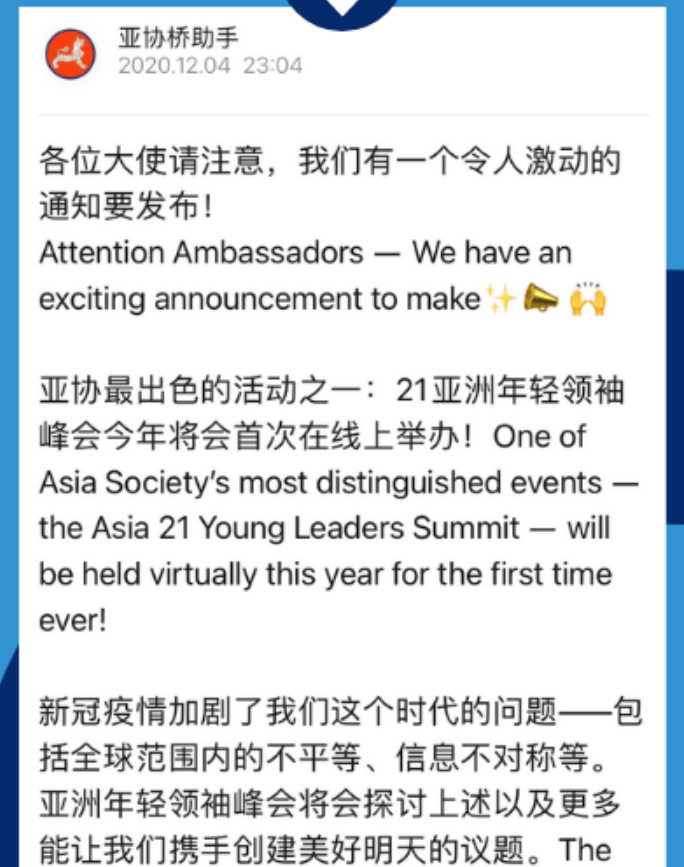 亚协桥助手
2020.12.04 23:04
各位大使请注意，我们有一个令人激动的
通知要发布！
Attention Ambassadors — We have an
exciting announcement to make✨📣🙌
亚协最出色的活动之一：21亚洲年轻领袖
峰会今年将会首次在线上举办！One of
Asia Society’s most distinguished events —
the Asia 21 Young Leaders Summit — will
be held virtually this year for the first time
ever!
新冠疫情加剧了我们这个时代的问题——包
括全球范围内的不平等、信息不对称等。
亚洲年轻领袖峰会将会探讨上述以及更多
能让我们携手创建美好明天的议题。The